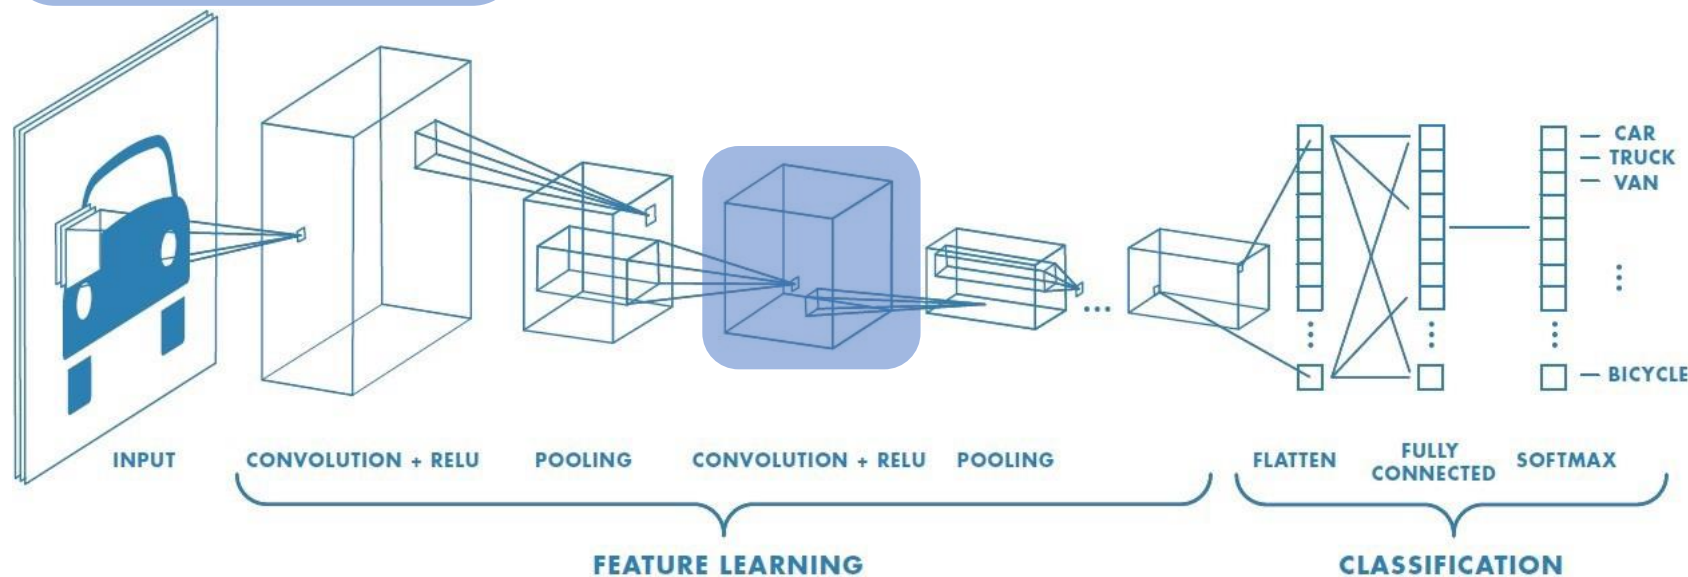 CAR
TRUCK
VAN
BICYCLE
INPUT
CONVOLUTION + RELU
POOLING
CONVOLUTION + RELU
POOLING
FLATTEN
FULLY
CONNECTED
SOFTMAX
FEATURE LEARNING
CLASSIFICATION